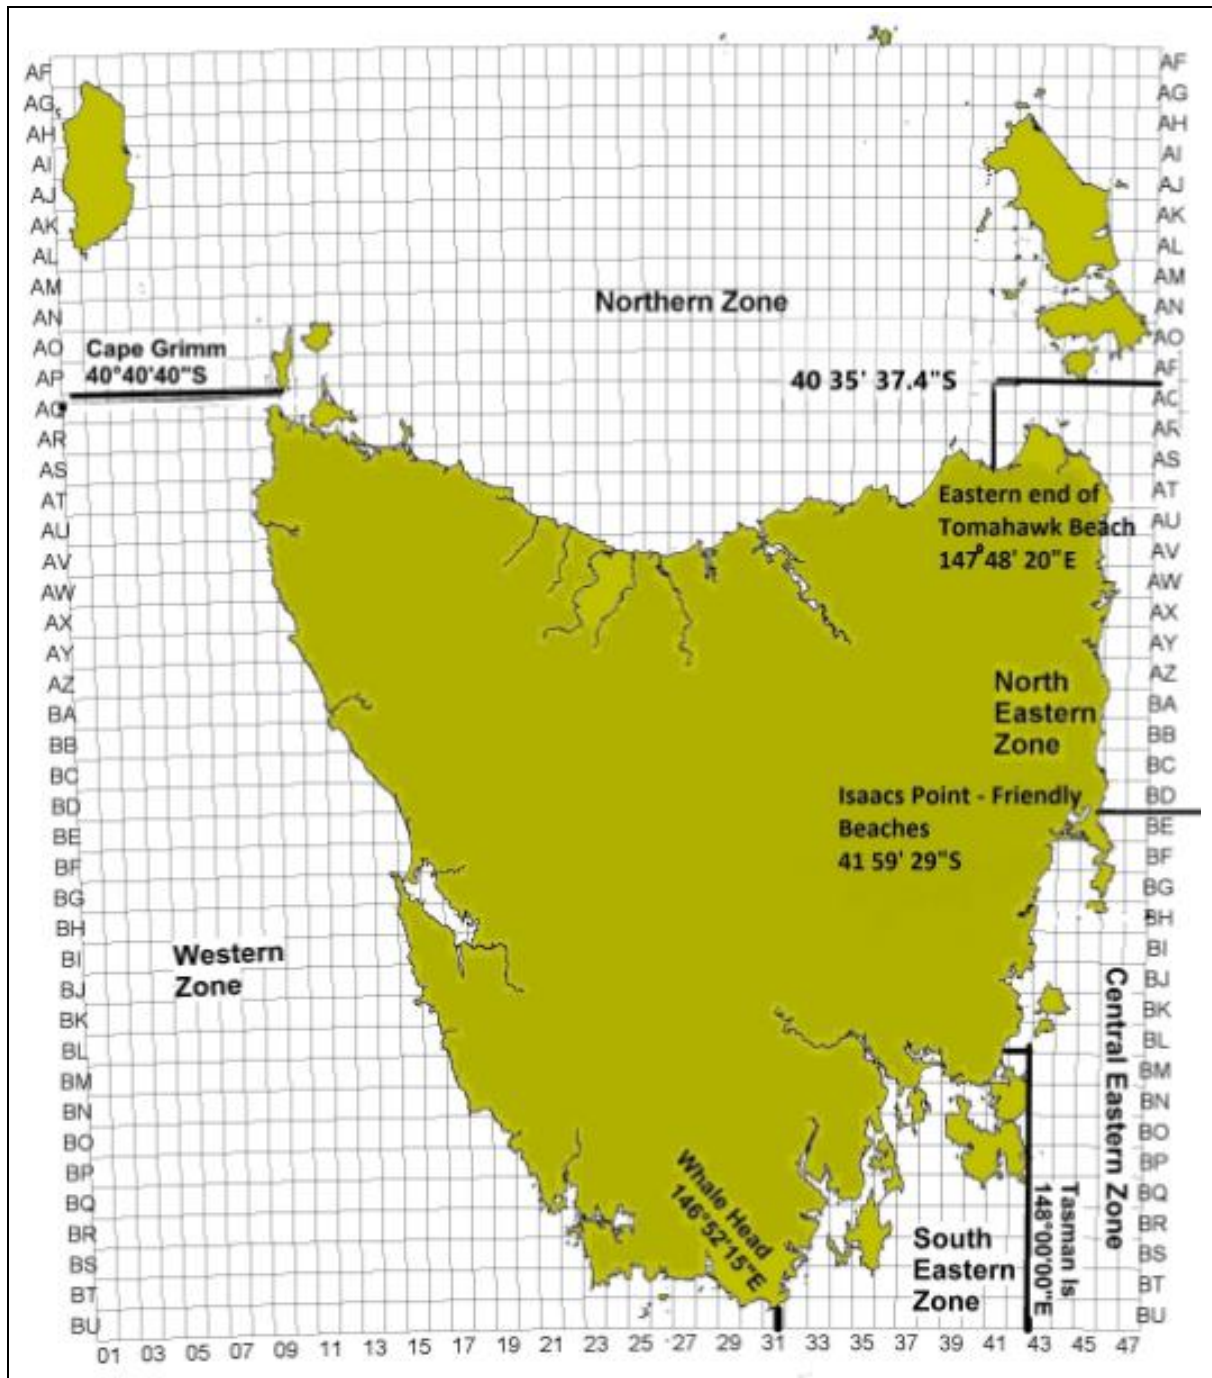 AF
AG
AH
AI
AJ
AK
AL
AM
AN
AO
AP
AQ
AR
AS
AT
AU
AV
AW
AX
AY
AZ
BA
BB
BC
BD
BE
BF
BG
BH
BI
BJ
BK
BL
BM
BN
BO
BP
BQ
BR
BS
BT
BU
Northern Zone
Cape Grimm
40°40'40"S
40 35' 37.4"S
Eastern end of
Tomahawk Beach
147°48' 20"E
North
Eastern
Zone
Isaacs Point - Friendly
Beaches
41 59' 29"S
Western
Zone
Central Eastern Zone
Whale Head
146°52'15"E
South
Eastern
Zone
Tasman Is
148°00'00"E
AF
AG
AH
AI
AJ
AK
AL
AM
AN
AO
AR
AS
AT
AU
AV
AW
AX
AY
AZ
BA
BB
BC
BD
BE
BF
BG
BH
BI
BJ
BK
BL
BM
BN
BO
BP
BQ
BR
BS
BT
BU
01 03 05 07 09 11 13 15 17 19 21 23 25 27 29 31 33 35 37 39 41 43 45 47